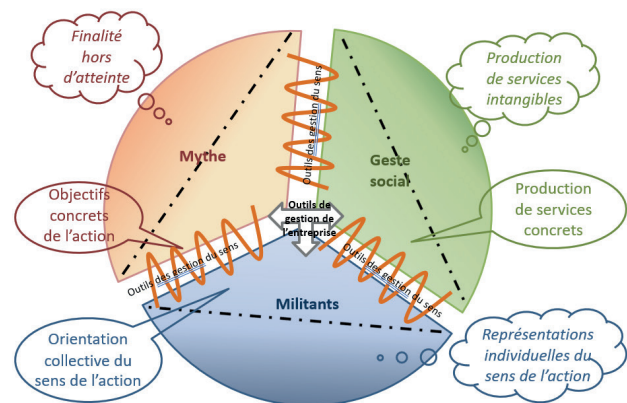 Finalité
hors
d'atteinte
Production
de services
intangibles
Mythe
Outils des gestion du sens
Geste
social
Objectifs
concrets
de l'action
Production
de services
concrets
Outils de
gestion de
l'entreprise
Outils des gestion du sens
Outils des gestion du sens
Militants
Orientation
collective du
sens de l'action
Représentations
individuelles du
sens de l'action